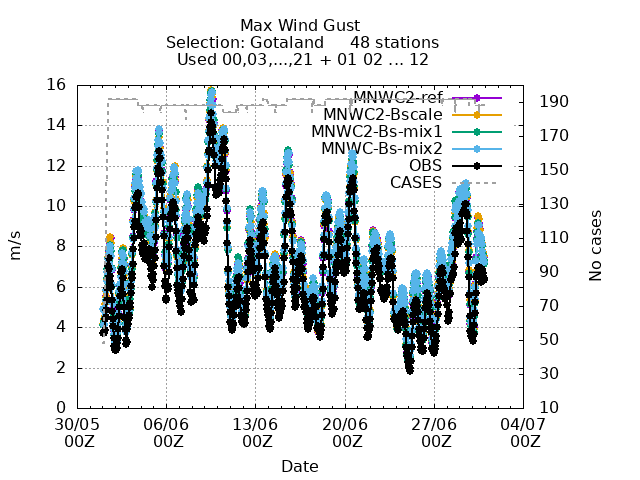 Max Wind Gust
Selection: Gotaland 48 stations
Used 00,03,...,21 + 01 02 ... 12
MNWC2-ref
MNWC2-Bscale
MNWC2-Bs-mix1
MNWC-Bs-mix2
OBS
CASES
m/s
16
14
12
10
8
6
4
2
0
No cases
190
170
150
130
110
90
70
50
30
10
30/05 06/06 13/06 20/06 27/06 04/07
00Z 00Z 00Z 00Z 00Z 00Z
Date